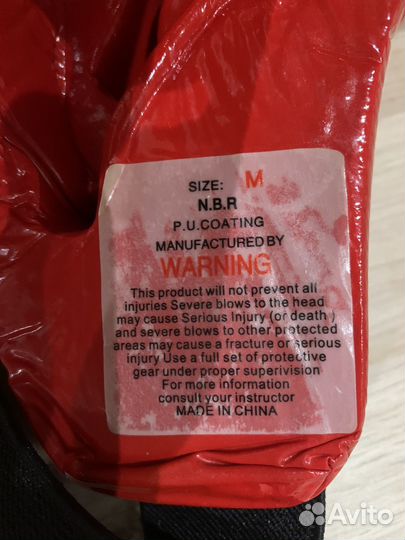 SIZE: M
N.B.R
P.U.COATING
MANUFACTURED BY
WARNING
This product will not prevent all
injuries Severe blows to the head
may cause Serious Injury (or death )
and severe blows to other protected
areas may cause a fracture or serious
injury Use a full set of protective
gear under proper superivision
For more information
consult your instructor
MADE IN CHINA
Avito